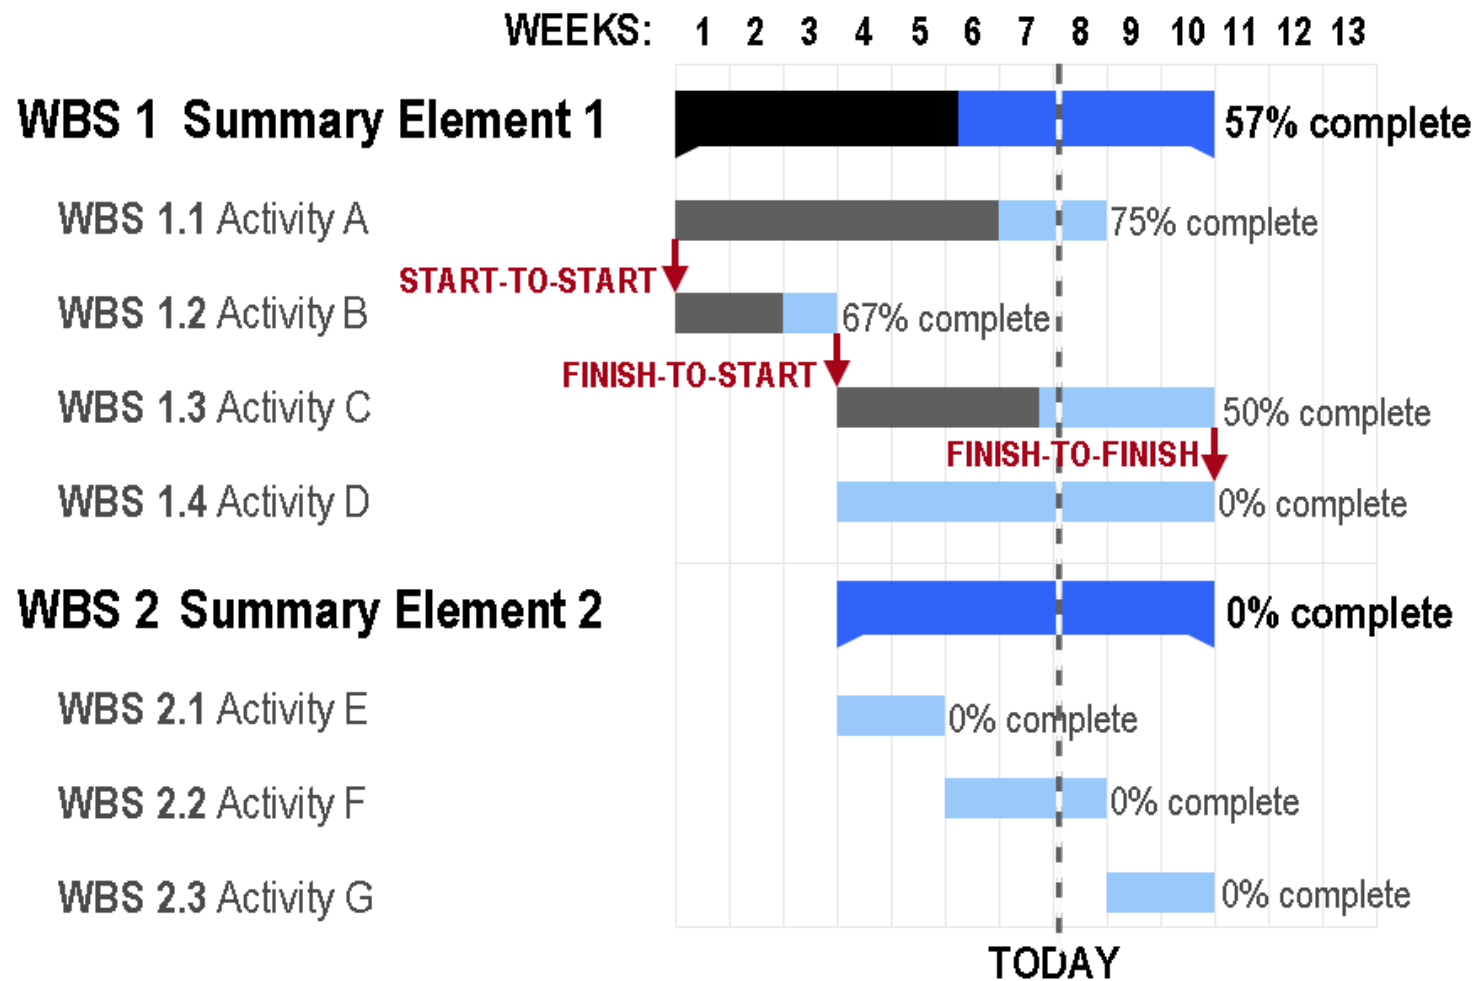 WEEKS: 1 2 3 4 5 6 7 8 9 10 11 12 13
WBS 1 Summary Element 1 57% complete
WBS 1.1 Activity A 75% complete
START-TO-START
WBS 1.2 Activity B 67% complete
FINISH-TO-START
WBS 1.3 Activity C 50% complete
FINISH-TO-FINISH
WBS 1.4 Activity D 0% complete
WBS 2 Summary Element 2 0% complete
WBS 2.1 Activity E 0% complete
WBS 2.2 Activity F 0% complete
WBS 2.3 Activity G 0% complete
TODAY